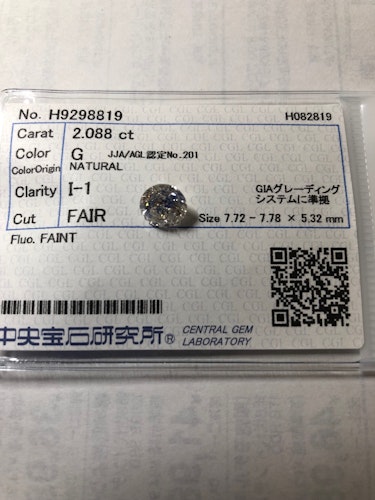 No. H9298819 H082819
Carat 2.088 ct
Color G JJA/AGL認定No.201
ColorOrigin NATURAL
Clarity I-1 GIAグレーディング
システムに準拠
Cut FAIR Size 7.72 - 7.78 × 5.32 mm
Fluo. FAINT
中央宝石研究所® CENTRAL GEM
LABORATORY